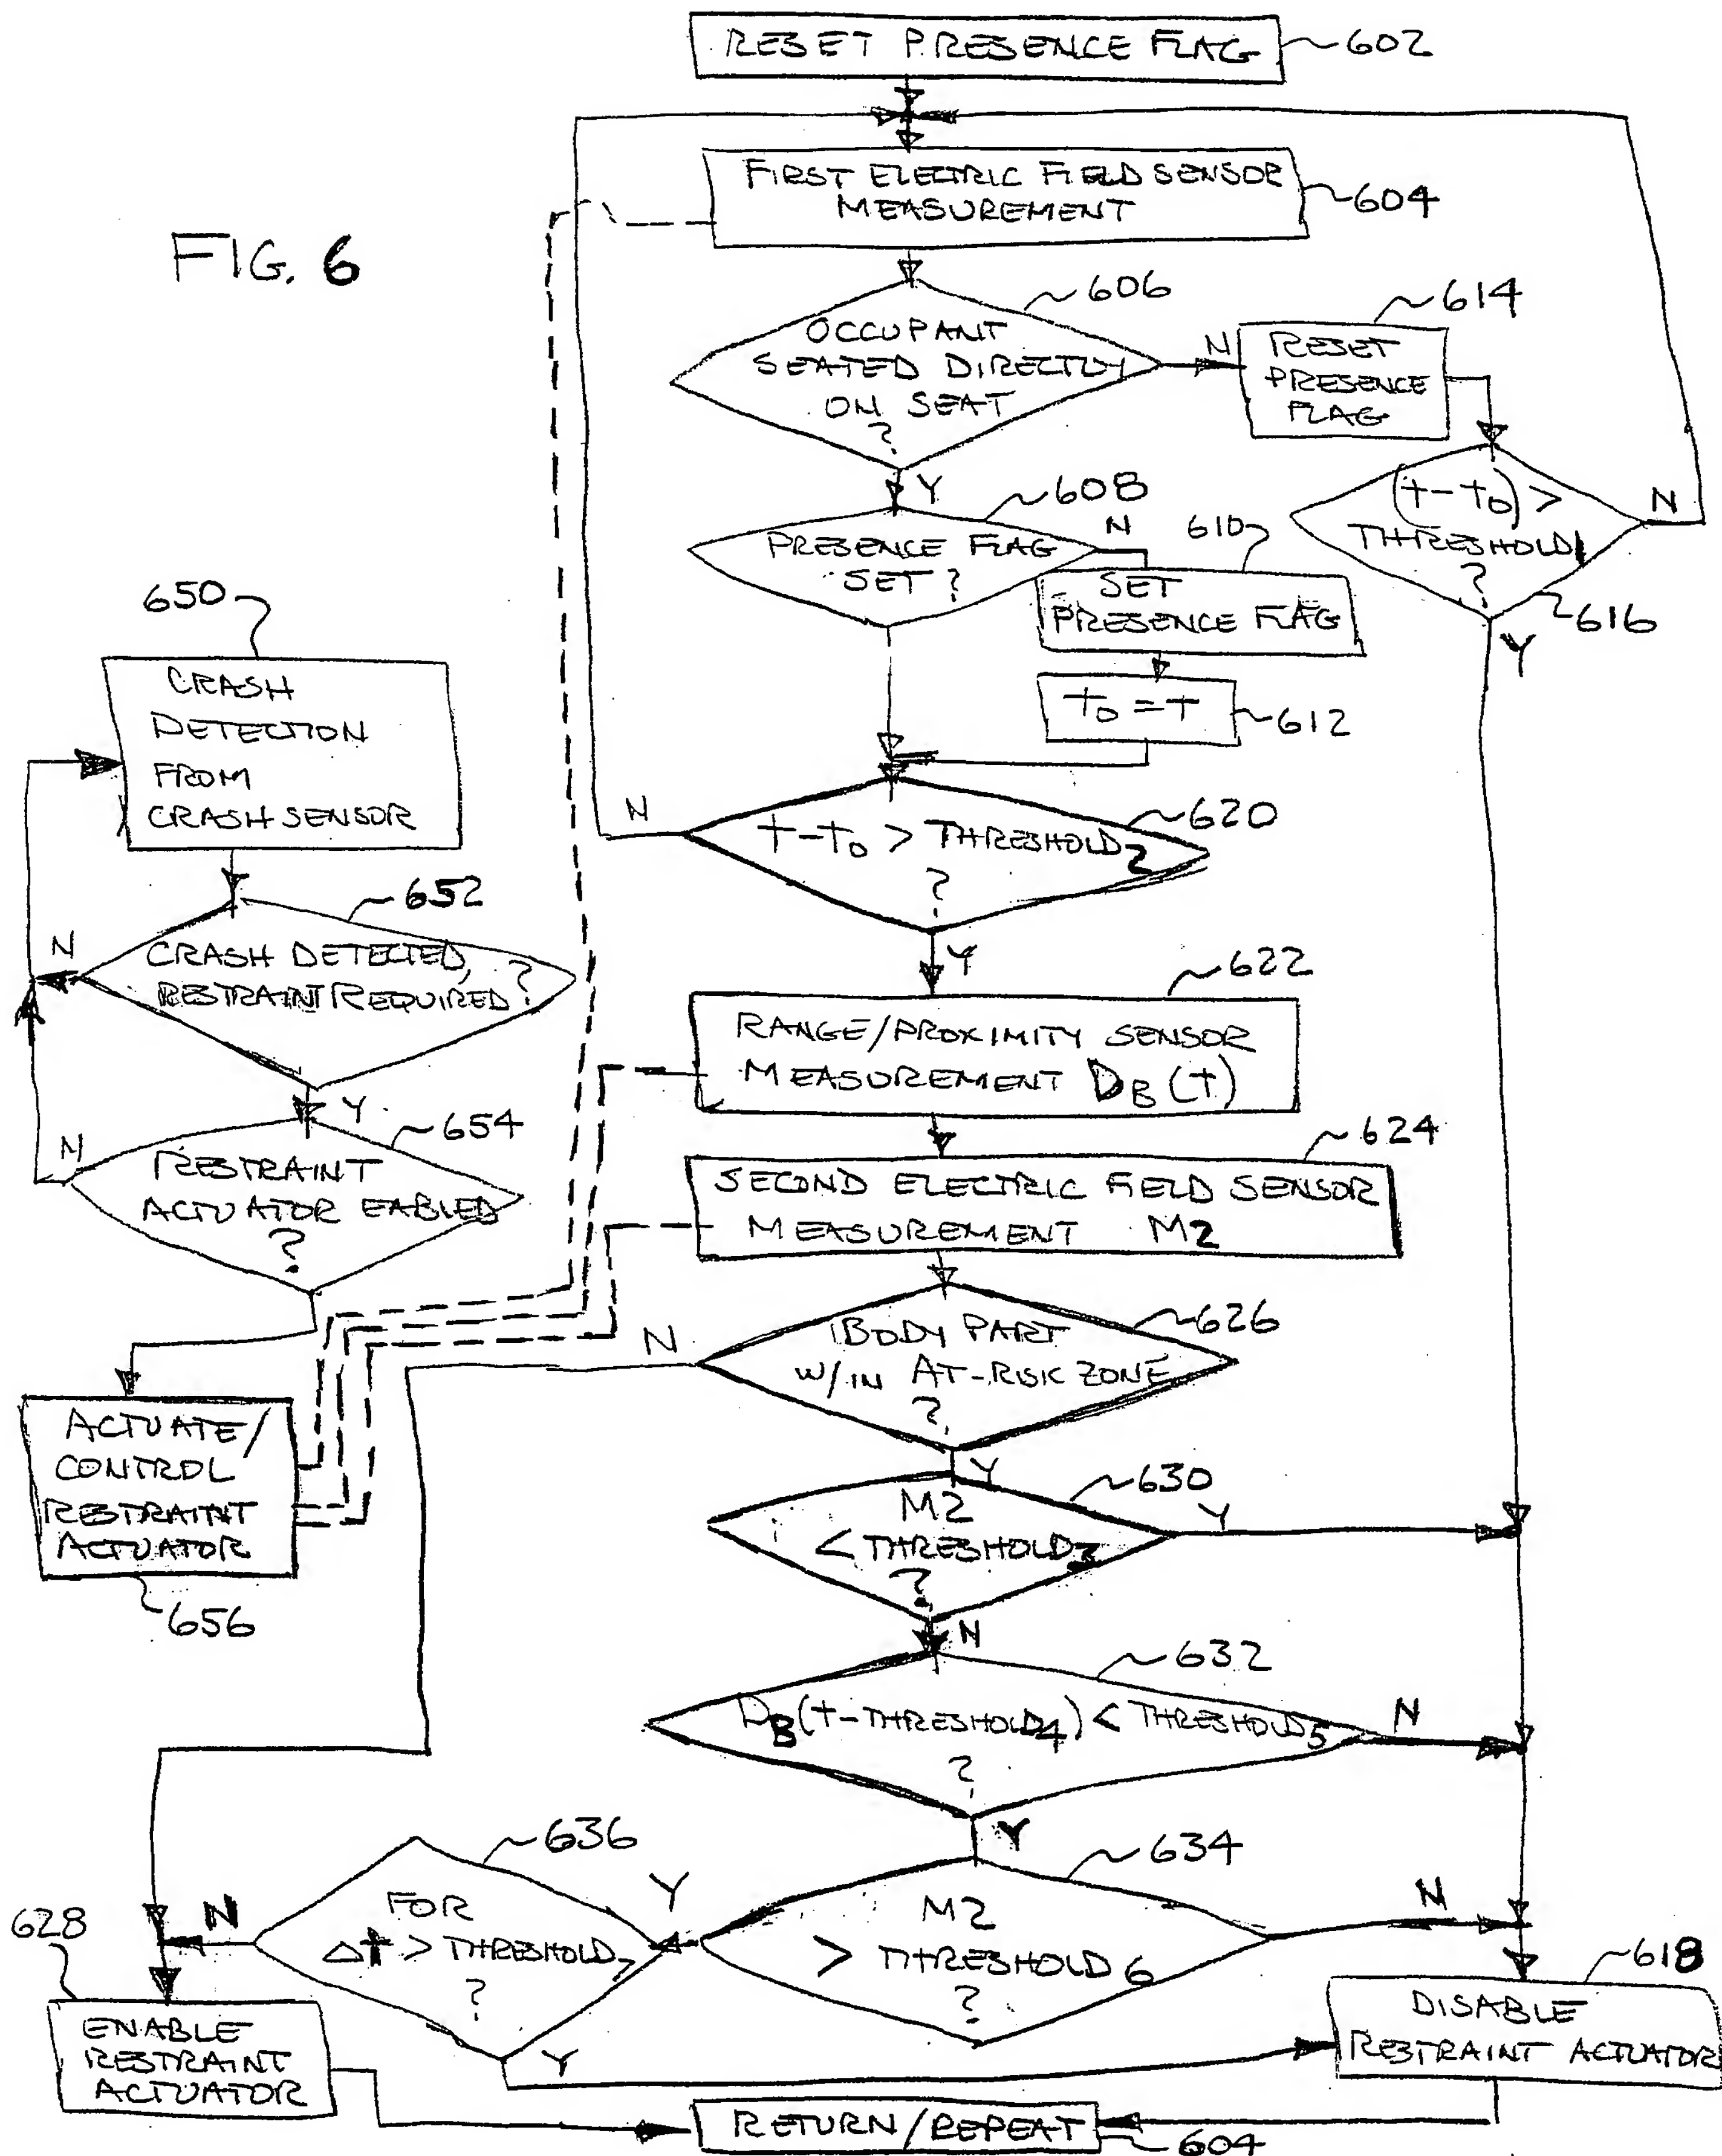 FIG. 6
RESET PRESENCE FLAG
602
FIRST ELECTRIC FIELD SENSOR
MEASUREMENT
604
606
OCCUPANT
SEATED DIRECTLY
ON SEAT
?
Y
N
614
RESET
PRESENCE
FLAG
(t-t0) >
THRESHOLD1
?
N
616
Y
608
PRESENCE FLAG
SET ?
N
610
SET
PRESENCE FLAG
t0 = t
612
620
t-t0 > THRESHOLD2
?
N
Y
622
RANGE/PROXIMITY SENSOR
MEASUREMENT DB(t)
624
SECOND ELECTRIC FIELD SENSOR
MEASUREMENT M2
626
BODY PART
W/IN AT-RISK ZONE
?
N
Y
630
M2
< THRESHOLD3
?
Y
N
632
DB(t-THRESHOLD4) < THRESHOLD5
?
N
Y
634
M2
> THRESHOLD6
?
N
Y
636
FOR
Δt > THRESHOLD7
?
N
Y
628
ENABLE
RESTRAINT
ACTUATOR
618
DISABLE
RESTRAINT ACTUATOR
RETURN/REPEAT
604
650
CRASH
DETECTION
FROM
CRASH SENSOR
652
CRASH DETECTED,
RESTRAINT REQUIRED?
N
Y
654
RESTRAINT
ACTUATOR EABLED
?
N
ACTUATE/
CONTROL
RESTRAINT
ACTUATOR
656